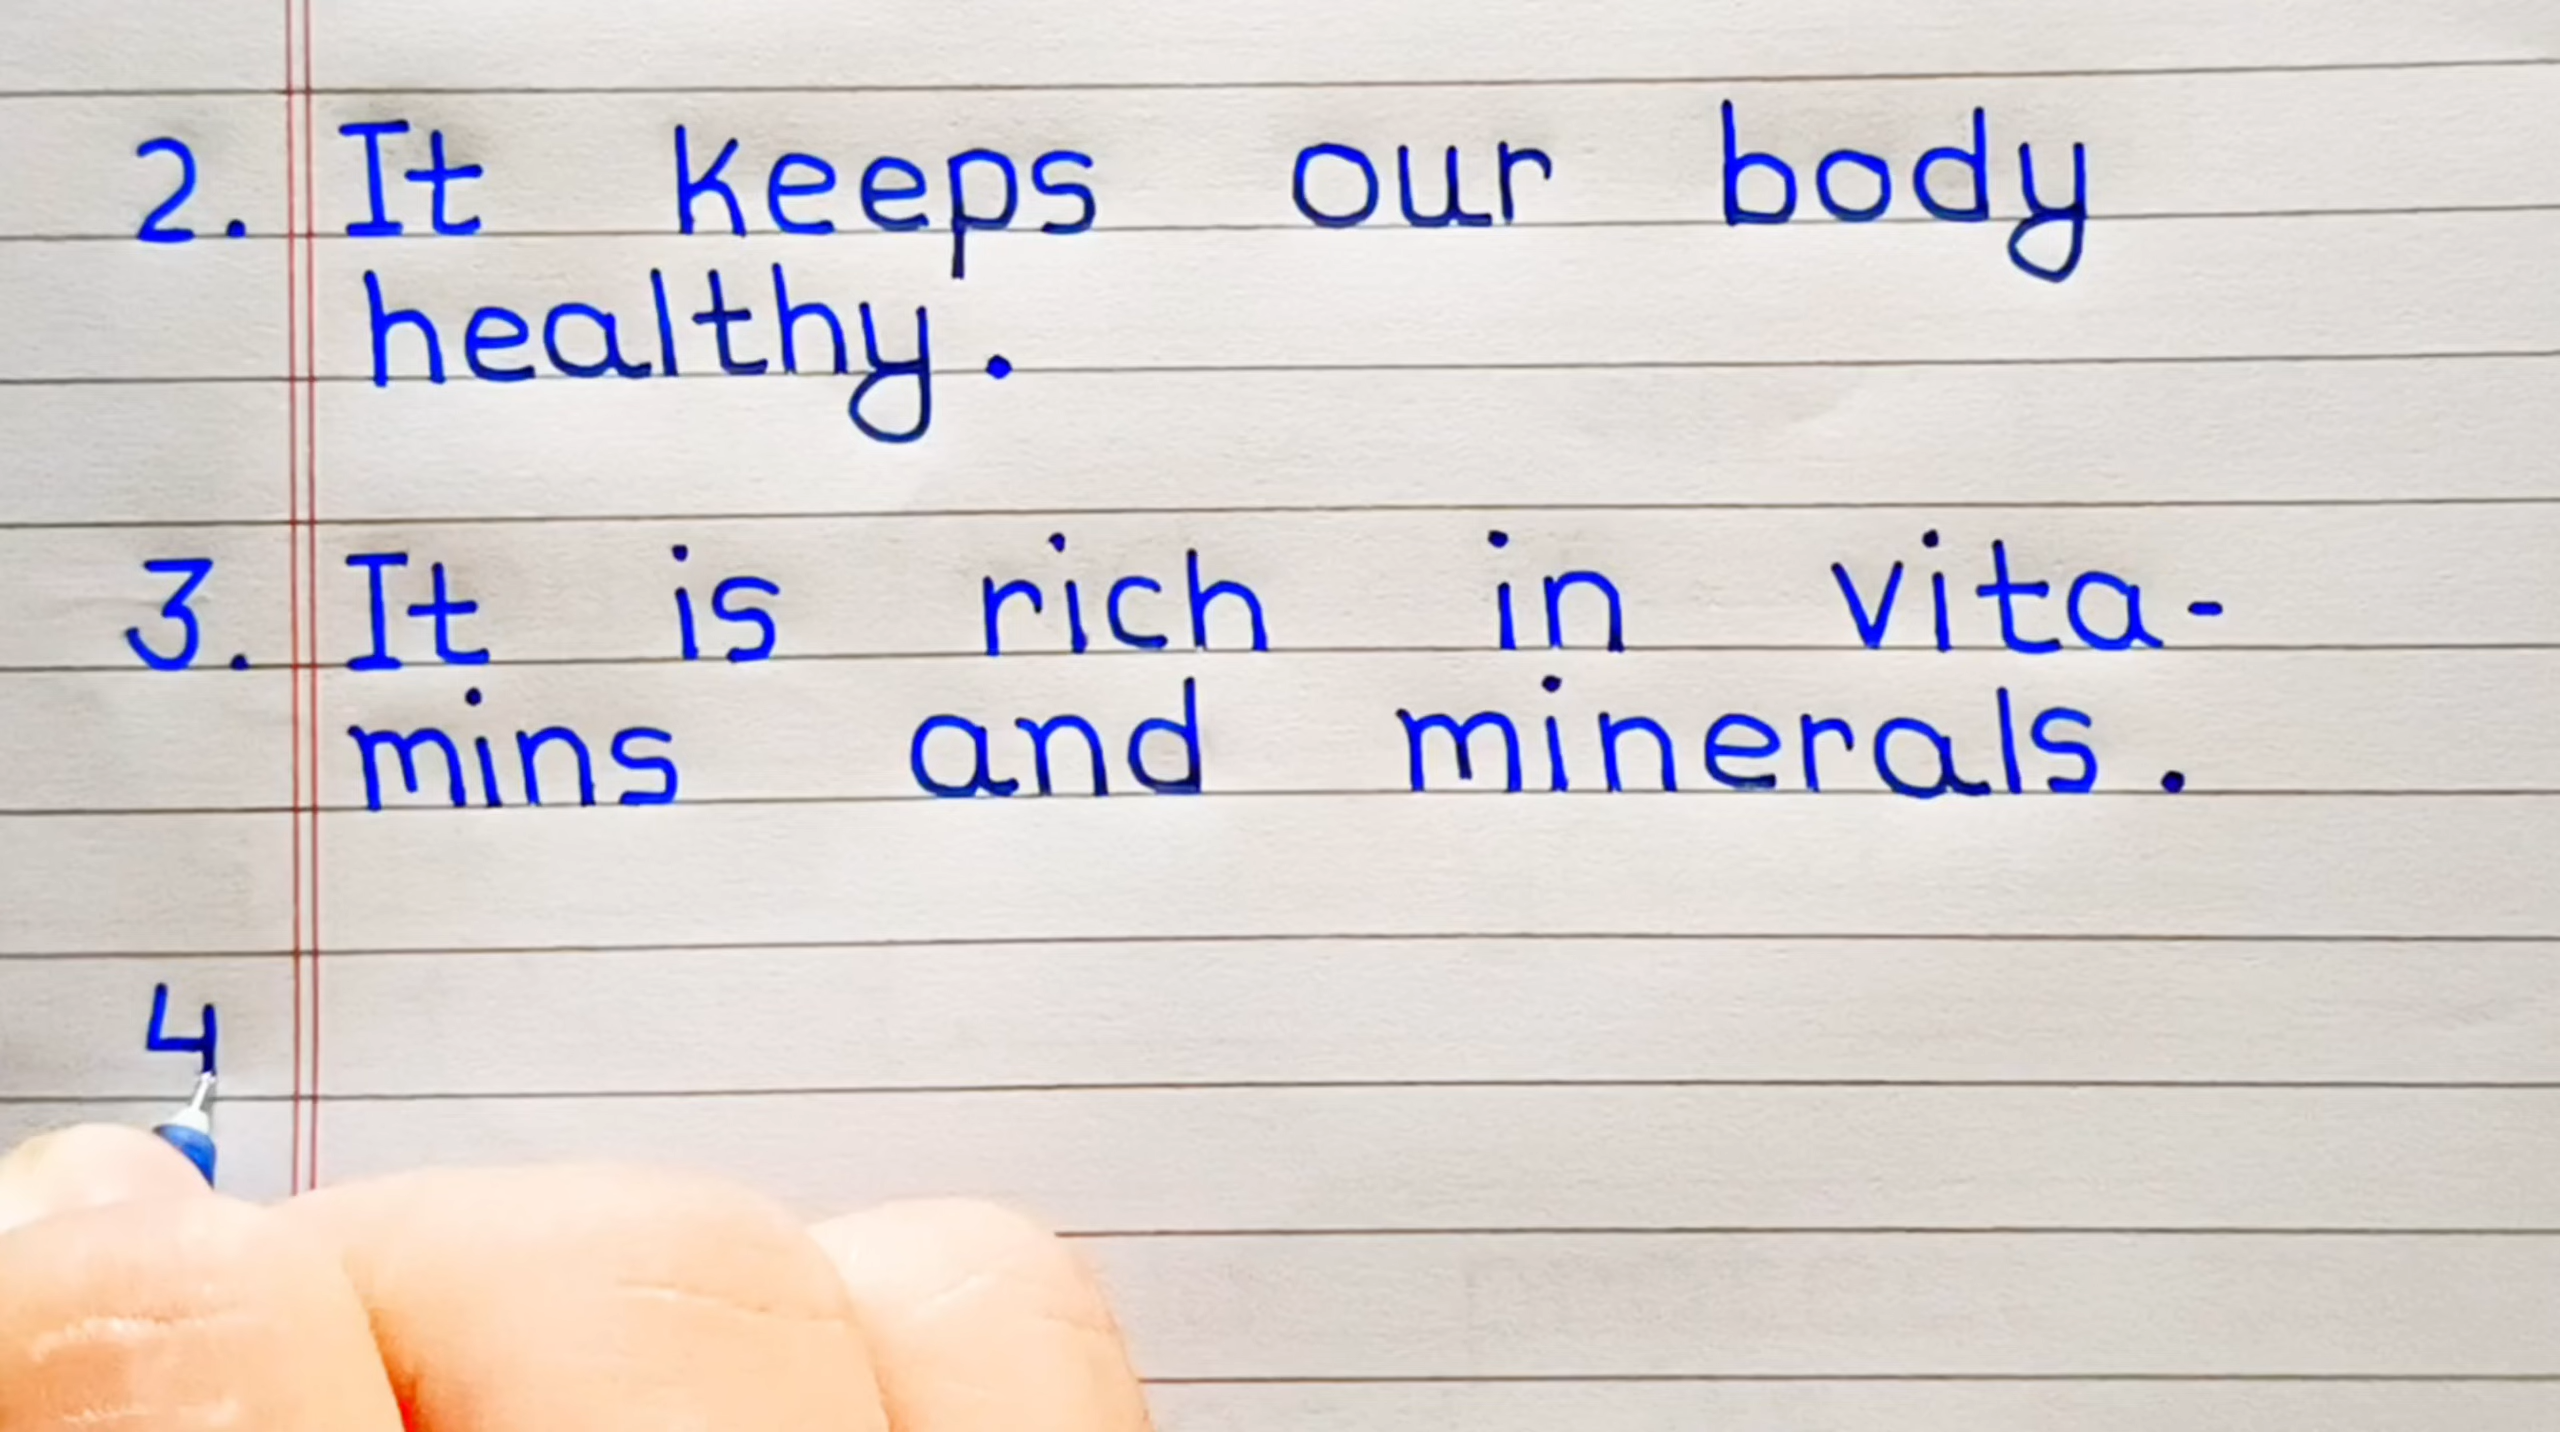 2. It keeps our body
healthy.
3. It is rich in vita-
mins and minerals.
4